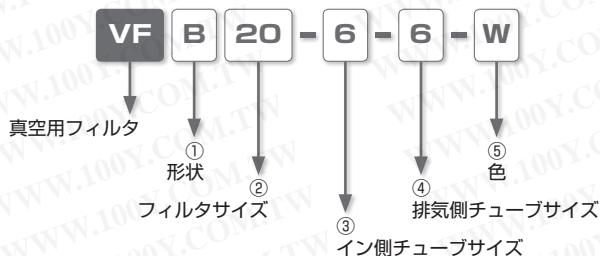 VF B 20 - 6 - 6 - W
真空用フィルタ
①
形状
②
フィルタサイズ
③
イン側チューブサイズ
④
排気側チューブサイズ
⑤
色
WWW.100Y.COM.TW